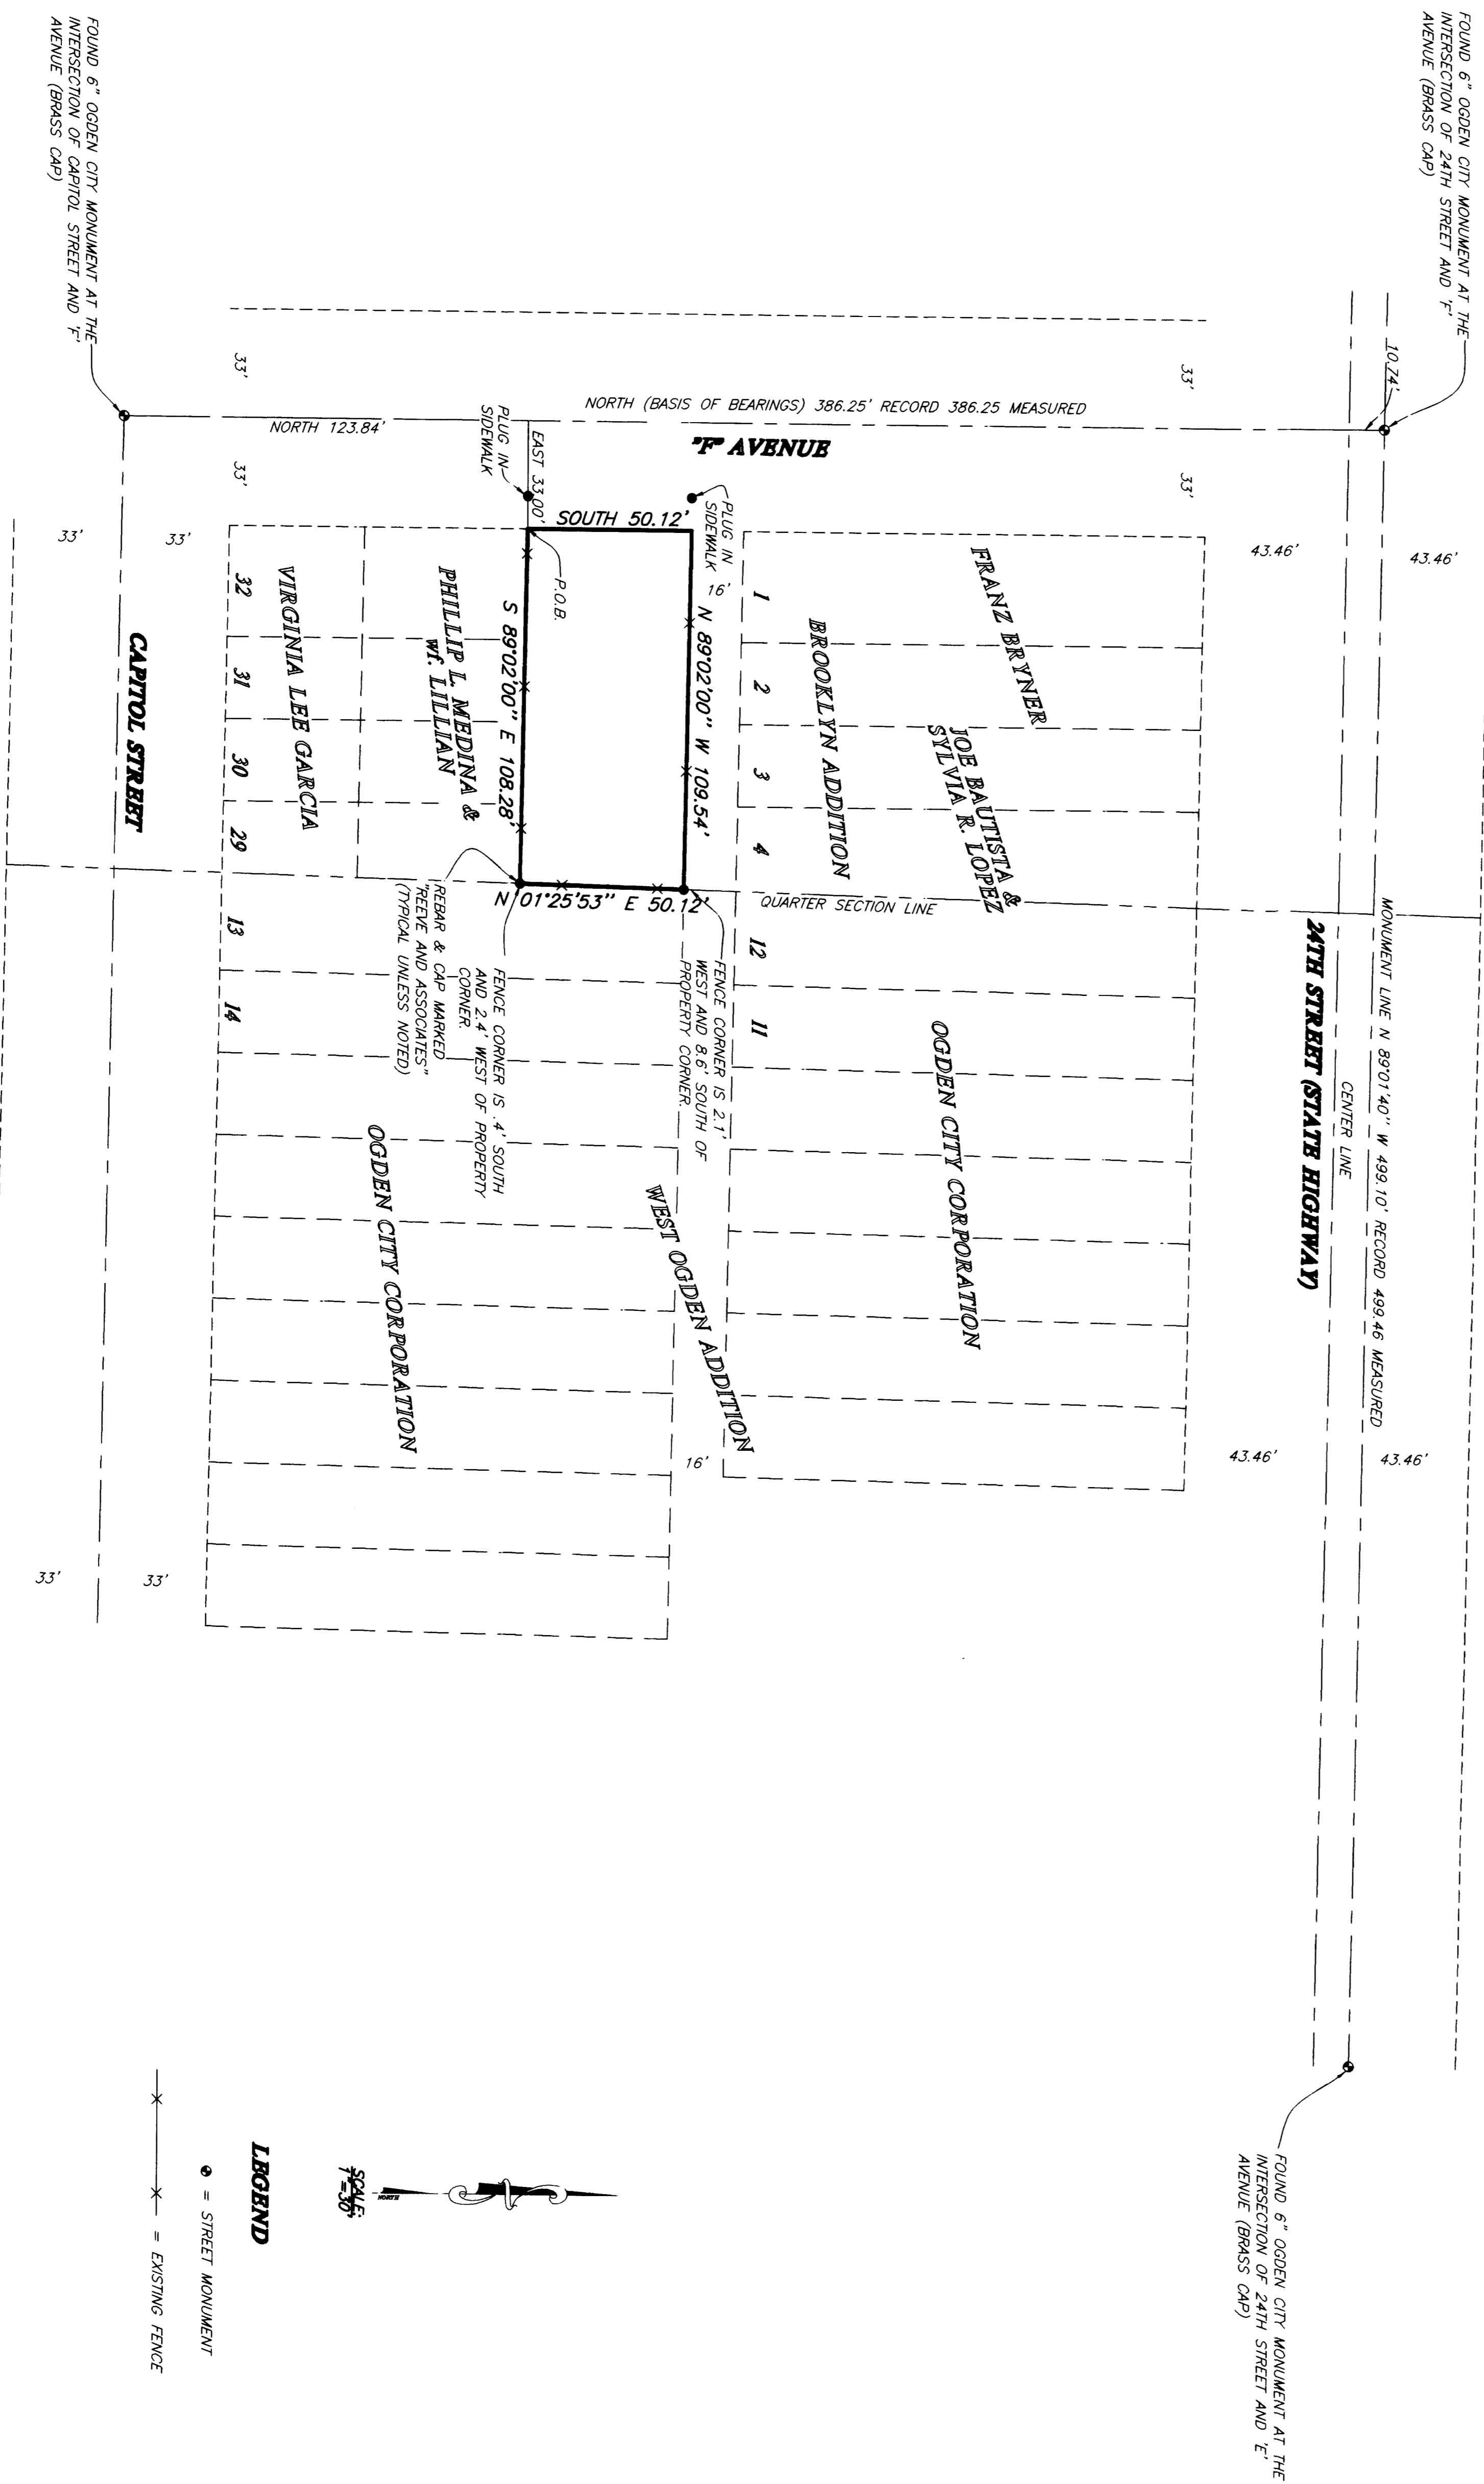 FOUND 6" OGDEN CITY MONUMENT AT THE
INTERSECTION OF 24TH STREET AND 'F'
AVENUE (BRASS CAP)
10.74'
43.46'
43.46'
MONUMENT LINE N 89°01'40" W 499.10' RECORD 499.46 MEASURED
CENTER LINE
24TH STREET (STATE HIGHWAY)
43.46'
43.46'
FOUND 6" OGDEN CITY MONUMENT AT THE
INTERSECTION OF 24TH STREET AND 'E'
AVENUE (BRASS CAP)
33'
33'
NORTH (BASIS OF BEARINGS) 386.25' RECORD 386.25 MEASURED
"F" AVENUE
FRANZ BRYNER
JOE BAUTISTA &
SYLVIA R. LOPEZ
BROOKLYN ADDITION
1
2
3
4
QUARTER SECTION LINE
12
11
OGDEN CITY CORPORATION
PLUG IN
SIDEWALK
16'
N 89°02'00" W 109.54'
FENCE CORNER IS 2.1'
WEST AND 8.6' SOUTH OF
PROPERTY CORNER.
WEST OGDEN ADDITION
16'
SOUTH 50.12'
EAST 33.00'
PLUG IN
SIDEWALK
P.O.B.
S 89°02'00" E 108.28'
N 01°25'53" E 50.12'
FENCE CORNER IS .4' SOUTH
AND 2.4' WEST OF PROPERTY
CORNER.
REBAR & CAP MARKED
"REEVE AND ASSOCIATES"
(TYPICAL UNLESS NOTED)
PHILLIP L. MEDINA &
wf. LILLIAN
VIRGINIA LEE GARCIA
OGDEN CITY CORPORATION
NORTH 123.84'
33'
33'
32
31
30
29
13
14
CAPITOL STREET
33'
33'
33'
33'
FOUND 6" OGDEN CITY MONUMENT AT THE
INTERSECTION OF CAPITOL STREET AND 'F'
AVENUE (BRASS CAP)
NORTH
SCALE:
1"=30'
LEGEND
= STREET MONUMENT
= EXISTING FENCE